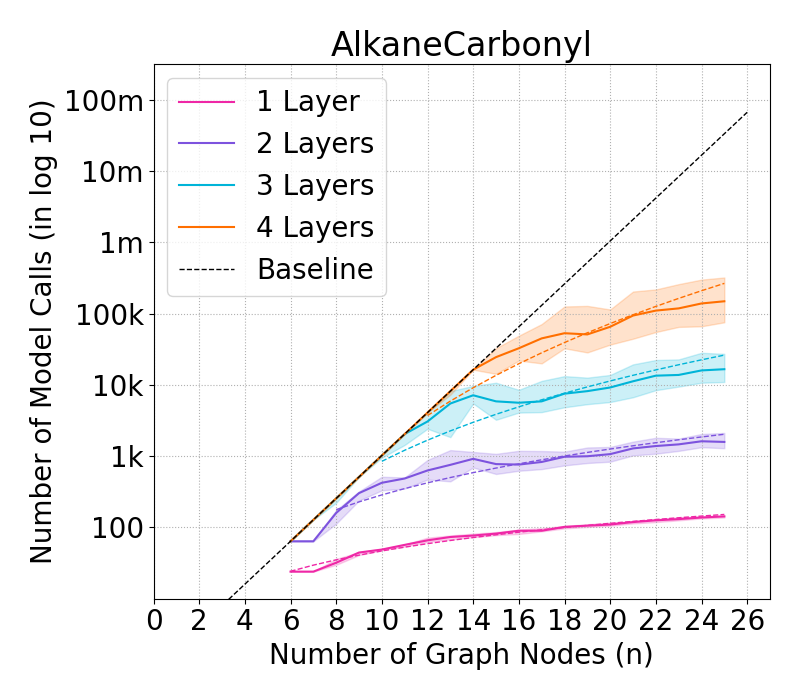 AlkaneCarbonyl
Number of Model Calls (in log 10)
100m
10m
1m
100k
10k
1k
100
1 Layer
2 Layers
3 Layers
4 Layers
Baseline
0 2 4 6 8 10 12 14 16 18 20 22 24 26
Number of Graph Nodes (n)